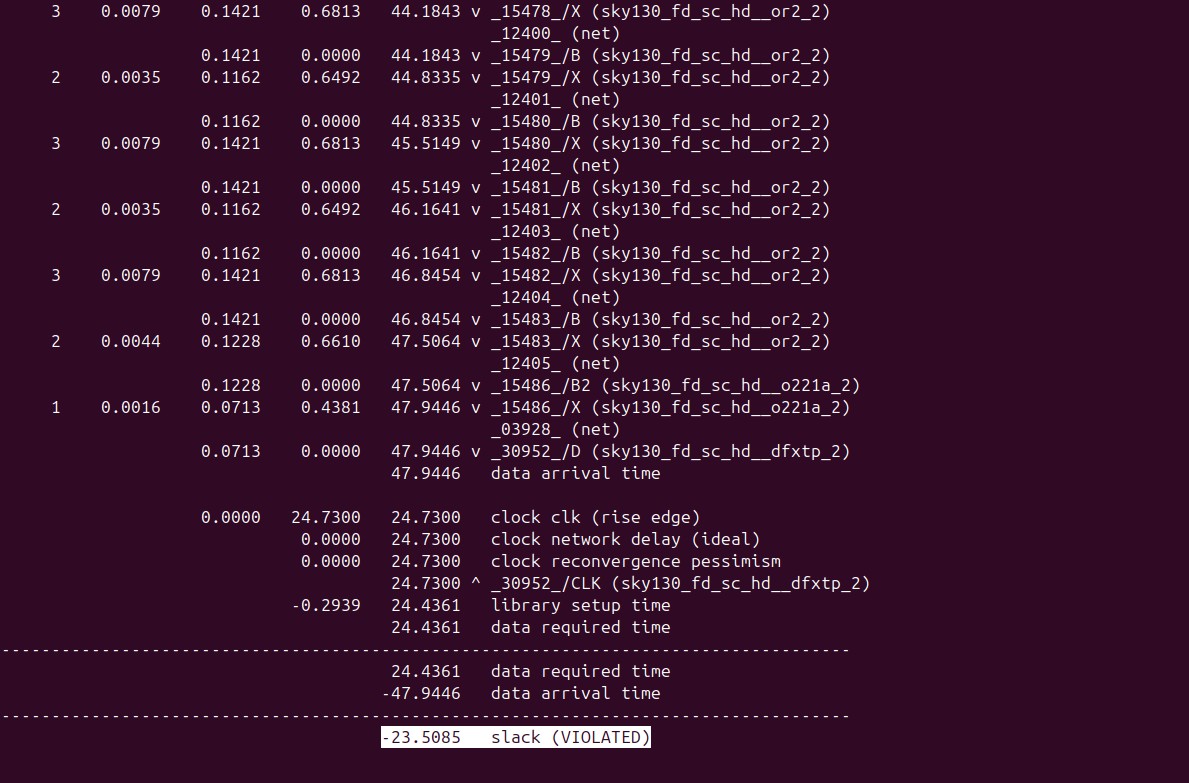 3 0.0079 0.1421 0.6813 44.1843 v _15478_/X (sky130_fd_sc_hd__or2_2)
_12400_ (net)
0.1421 0.0000 44.1843 v _15479_/B (sky130_fd_sc_hd__or2_2)
2 0.0035 0.1162 0.6492 44.8335 v _15479_/X (sky130_fd_sc_hd__or2_2)
_12401_ (net)
0.1162 0.0000 44.8335 v _15480_/B (sky130_fd_sc_hd__or2_2)
3 0.0079 0.1421 0.6813 45.5149 v _15480_/X (sky130_fd_sc_hd__or2_2)
_12402_ (net)
0.1421 0.0000 45.5149 v _15481_/B (sky130_fd_sc_hd__or2_2)
2 0.0035 0.1162 0.6492 46.1641 v _15481_/X (sky130_fd_sc_hd__or2_2)
_12403_ (net)
0.1162 0.0000 46.1641 v _15482_/B (sky130_fd_sc_hd__or2_2)
3 0.0079 0.1421 0.6813 46.8454 v _15482_/X (sky130_fd_sc_hd__or2_2)
_12404_ (net)
0.1421 0.0000 46.8454 v _15483_/B (sky130_fd_sc_hd__or2_2)
2 0.0044 0.1228 0.6610 47.5064 v _15483_/X (sky130_fd_sc_hd__or2_2)
_12405_ (net)
0.1228 0.0000 47.5064 v _15486_/B2 (sky130_fd_sc_hd__o221a_2)
1 0.0016 0.0713 0.4381 47.9446 v _15486_/X (sky130_fd_sc_hd__o221a_2)
_03928_ (net)
0.0713 0.0000 47.9446 v _30952_/D (sky130_fd_sc_hd__dfxtp_2)
47.9446 data arrival time
0.0000 24.7300 24.7300 clock clk (rise edge)
0.0000 24.7300 clock network delay (ideal)
0.0000 24.7300 clock reconvergence pessimism
24.7300 ^ _30952_/CLK (sky130_fd_sc_hd__dfxtp_2)
-0.2939 24.4361 library setup time
24.4361 data required time
-------------------------------------------------------------------------------------
24.4361 data required time
-47.9446 data arrival time
-------------------------------------------------------------------------------------
-23.5085 slack (VIOLATED)